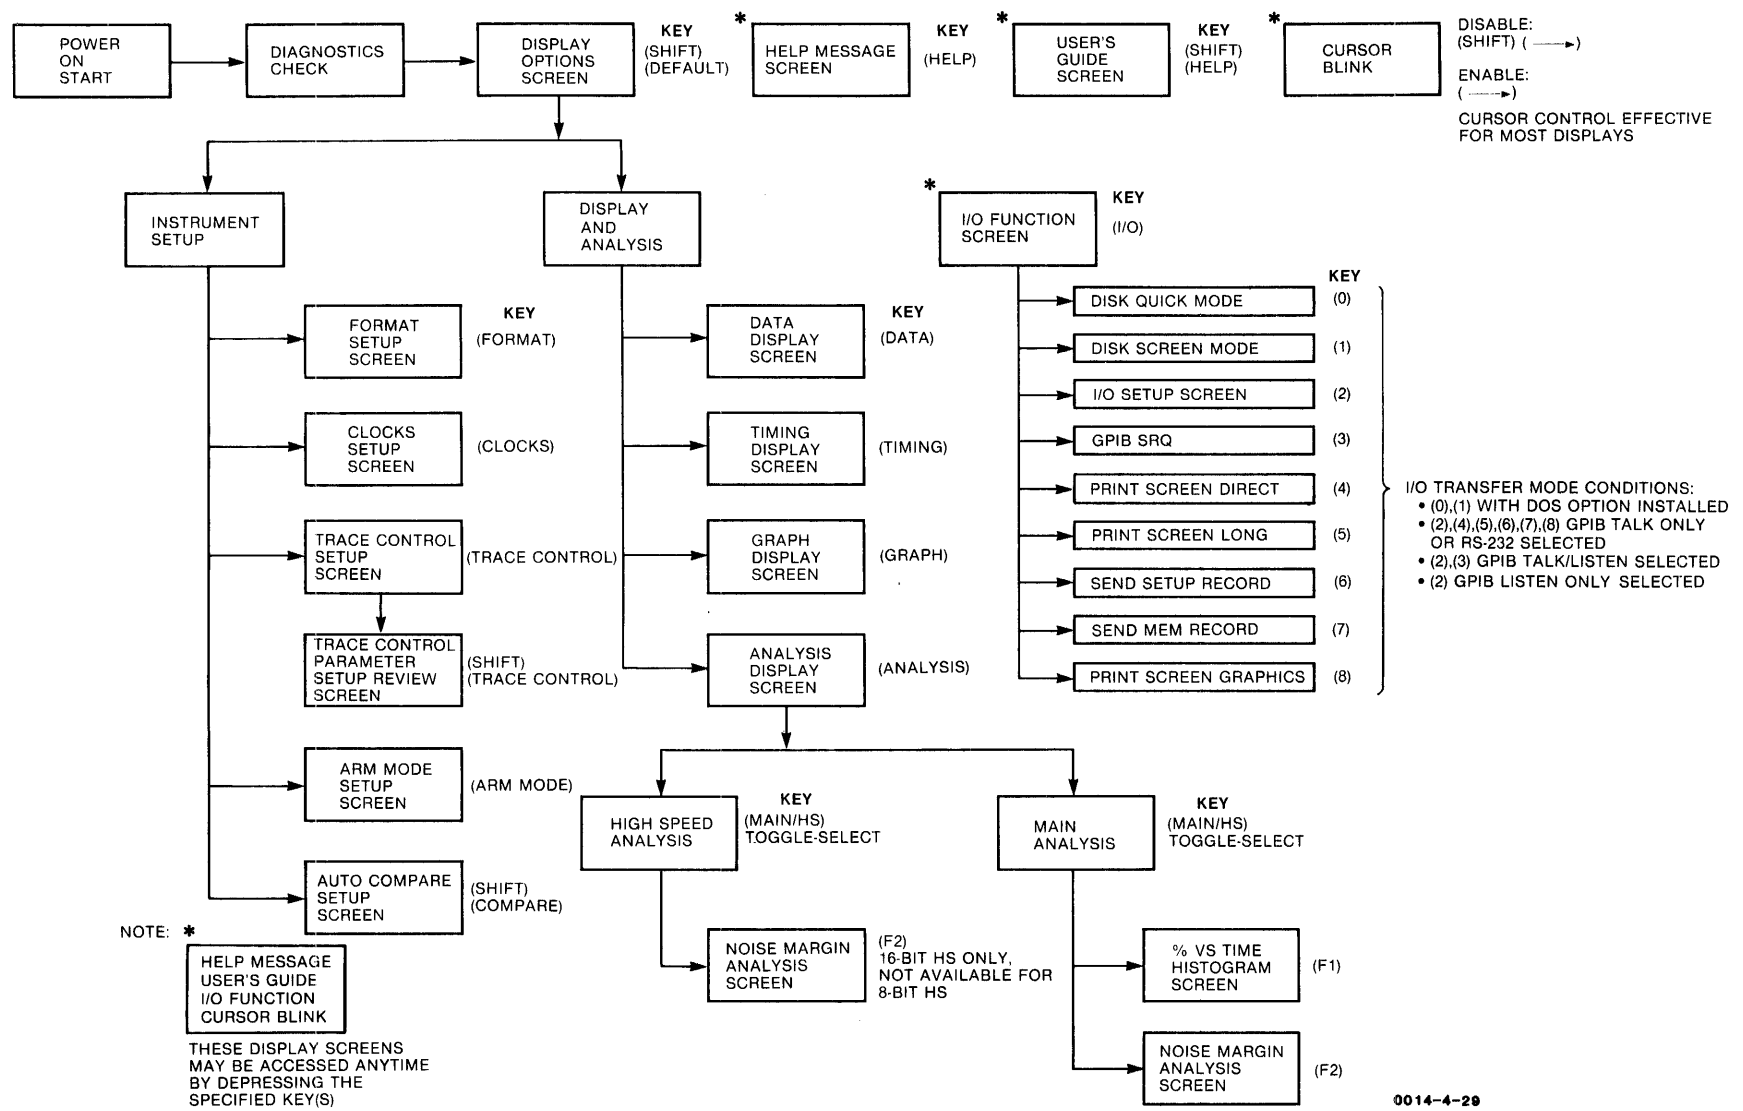 POWER
ON
START
DIAGNOSTICS
CHECK
DISPLAY
OPTIONS
SCREEN
KEY
(SHIFT)
(DEFAULT)
*
HELP MESSAGE
SCREEN
KEY
(HELP)
*
USER'S
GUIDE
SCREEN
KEY
(SHIFT)
(HELP)
*
CURSOR
BLINK
DISABLE:
(SHIFT) ( → )
ENABLE:
( → )
CURSOR CONTROL EFFECTIVE
FOR MOST DISPLAYS
INSTRUMENT
SETUP
DISPLAY
AND
ANALYSIS
*
I/O FUNCTION
SCREEN
KEY
(I/O)
FORMAT
SETUP
SCREEN
KEY
(FORMAT)
CLOCKS
SETUP
SCREEN
(CLOCKS)
TRACE CONTROL
SETUP
SCREEN
(TRACE CONTROL)
TRACE CONTROL
PARAMETER
SETUP REVIEW
SCREEN
(SHIFT)
(TRACE CONTROL)
ARM MODE
SETUP
SCREEN
(ARM MODE)
AUTO COMPARE
SETUP
SCREEN
(SHIFT)
(COMPARE)
DATA
DISPLAY
SCREEN
KEY
(DATA)
TIMING
DISPLAY
SCREEN
(TIMING)
GRAPH
DISPLAY
SCREEN
(GRAPH)
ANALYSIS
DISPLAY
SCREEN
(ANALYSIS)
KEY
DISK QUICK MODE (0)
DISK SCREEN MODE (1)
I/O SETUP SCREEN (2)
GPIB SRQ (3)
PRINT SCREEN DIRECT (4)
PRINT SCREEN LONG (5)
SEND SETUP RECORD (6)
SEND MEM RECORD (7)
PRINT SCREEN GRAPHICS (8)
I/O TRANSFER MODE CONDITIONS:
• (0),(1) WITH DOS OPTION INSTALLED
• (2),(4),(5),(6),(7),(8) GPIB TALK ONLY
OR RS-232 SELECTED
• (2),(3) GPIB TALK/LISTEN SELECTED
• (2) GPIB LISTEN ONLY SELECTED
HIGH SPEED
ANALYSIS
KEY
(MAIN/HS)
TOGGLE-SELECT
MAIN
ANALYSIS
KEY
(MAIN/HS)
TOGGLE-SELECT
NOISE MARGIN
ANALYSIS
SCREEN
(F2)
16-BIT HS ONLY,
NOT AVAILABLE FOR
8-BIT HS
% VS TIME
HISTOGRAM
SCREEN
(F1)
NOISE MARGIN
ANALYSIS
SCREEN
(F2)
NOTE: *
HELP MESSAGE
USER'S GUIDE
I/O FUNCTION
CURSOR BLINK
THESE DISPLAY SCREENS
MAY BE ACCESSED ANYTIME
BY DEPRESSING THE
SPECIFIED KEY(S)
0014-4-29